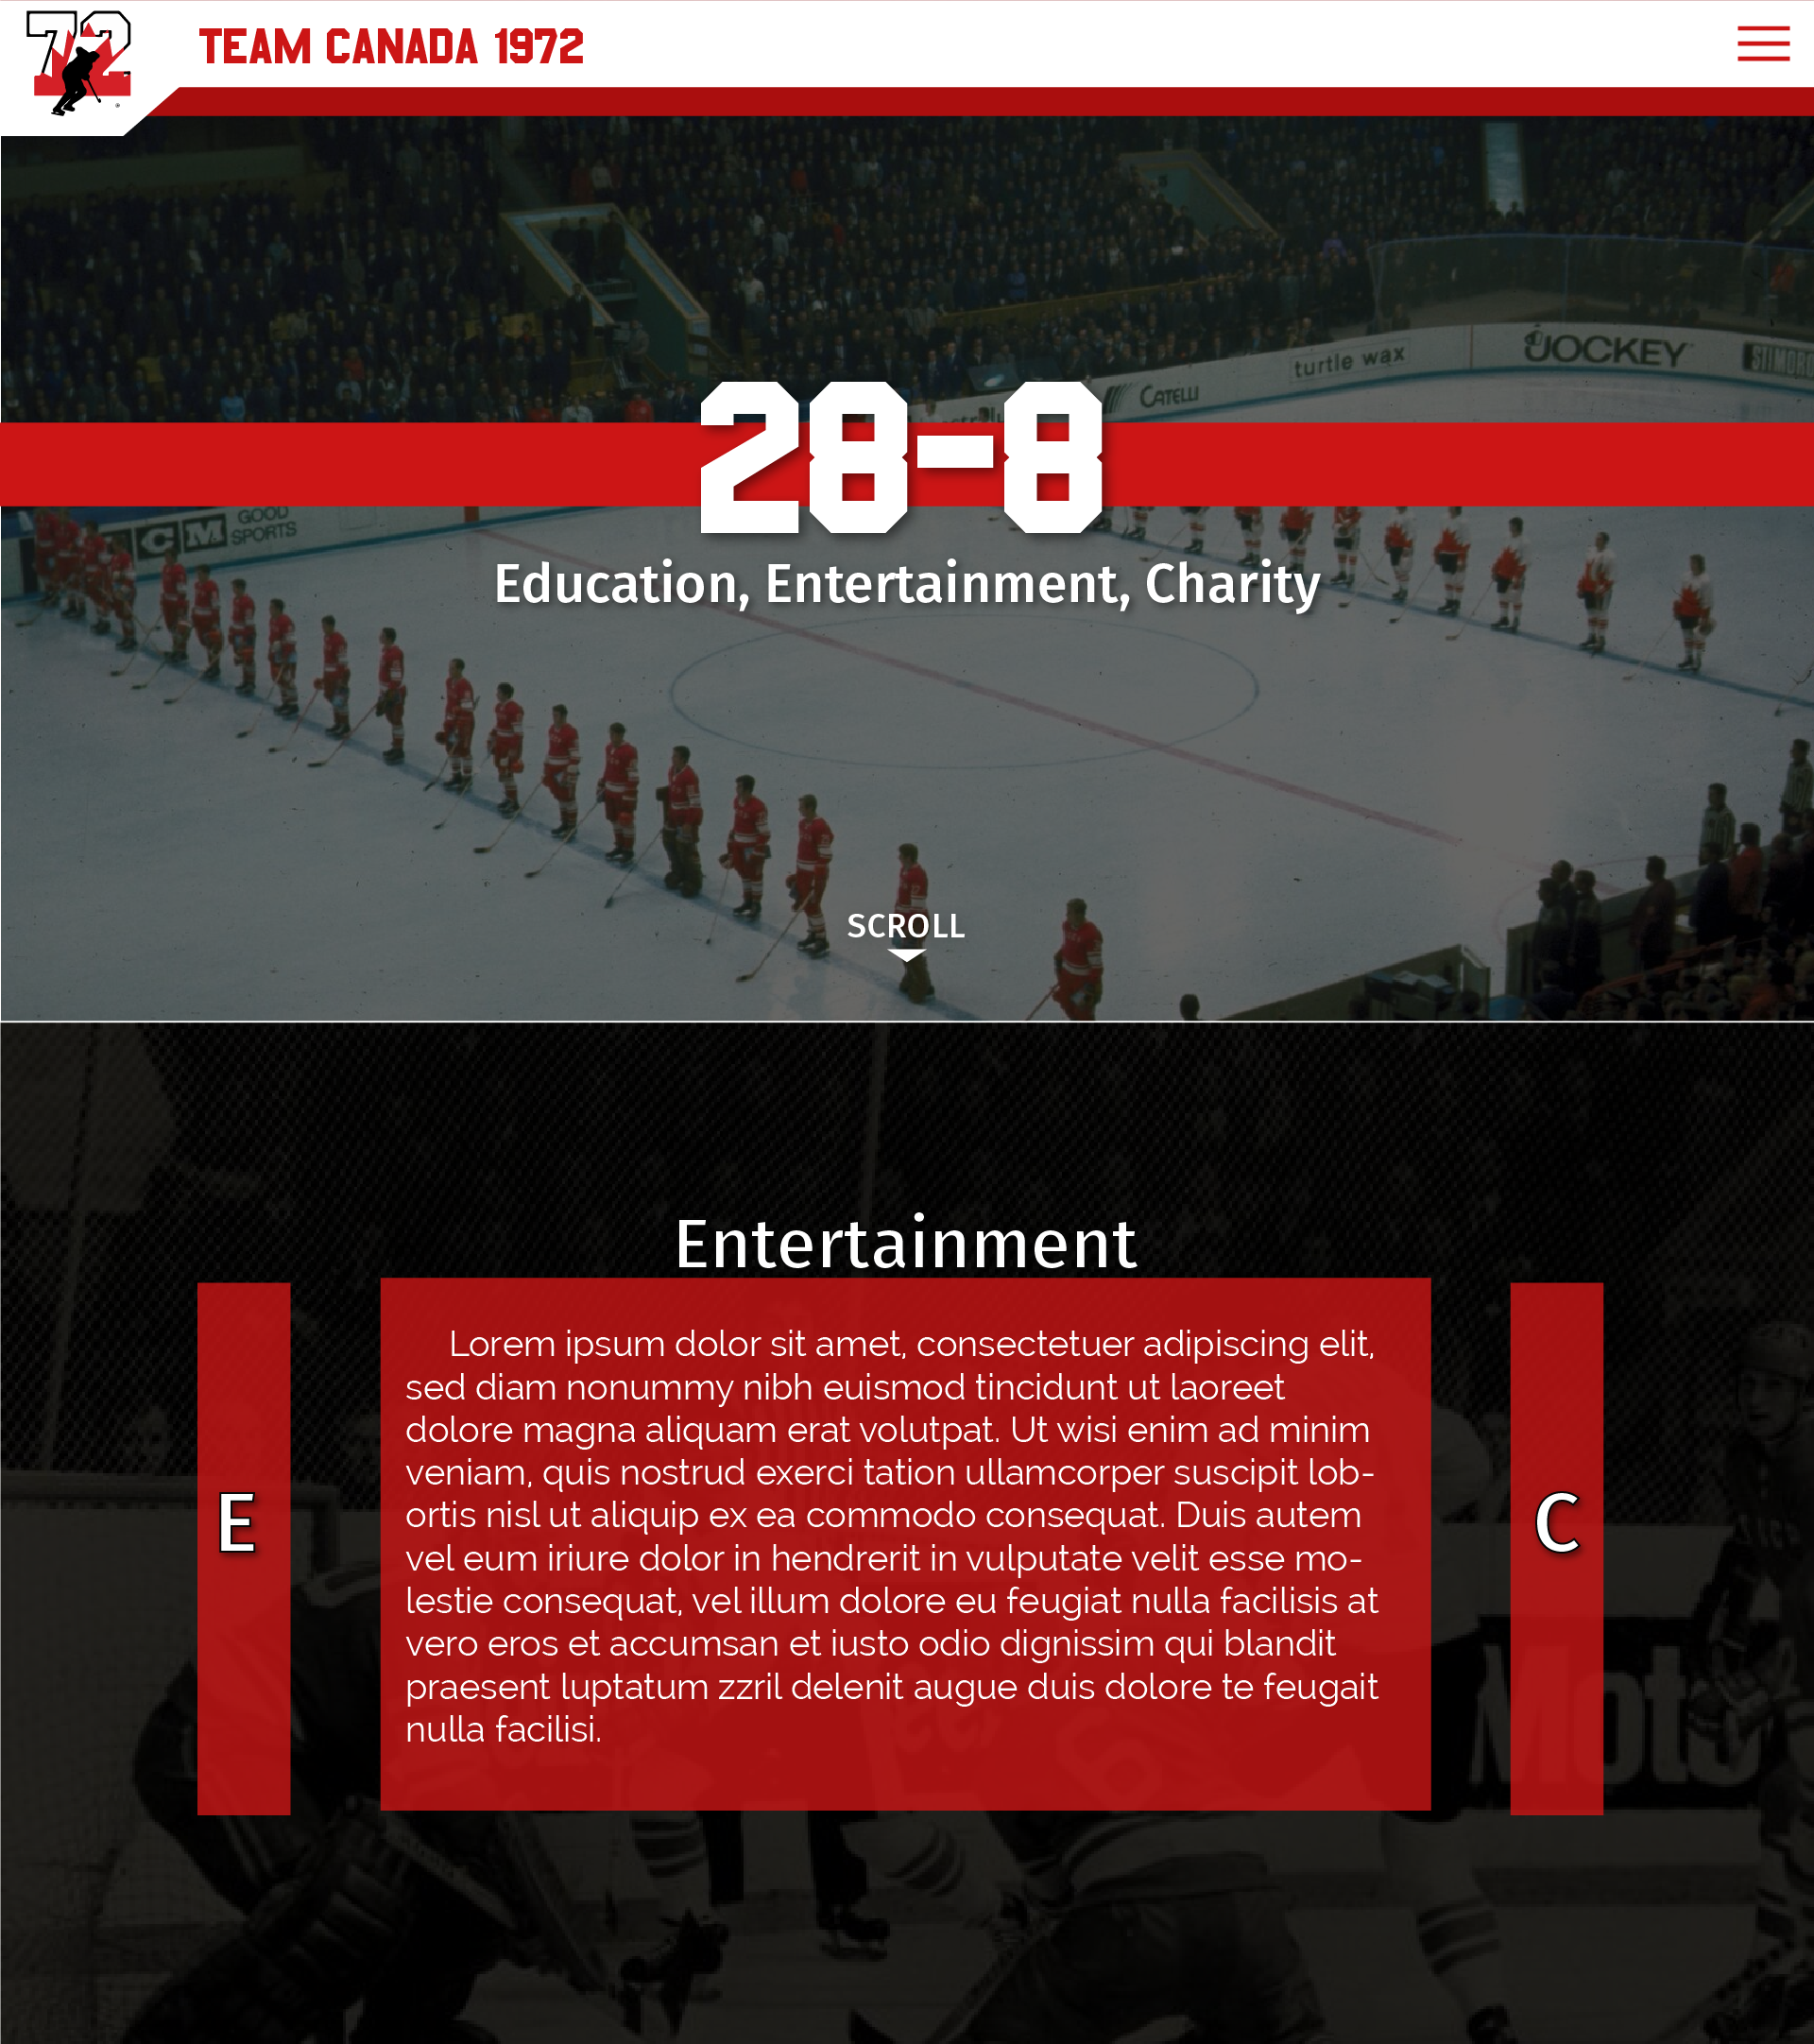 72
TEAM CANADA 1972
turtle wax
JOCKEY
CATELLI
28-8
GOOD
SPORTS
CCM
Education, Entertainment, Charity
SCROLL
Entertainment
Lorem ipsum dolor sit amet, consectetuer adipiscing elit,
sed diam nonummy nibh euismod tincidunt ut laoreet
dolore magna aliquam erat volutpat. Ut wisi enim ad minim
veniam, quis nostrud exerci tation ullamcorper suscipit lob-
ortis nisl ut aliquip ex ea commodo consequat. Duis autem
vel eum iriure dolor in hendrerit in vulputate velit esse mo-
lestie consequat, vel illum dolore eu feugiat nulla facilisis at
vero eros et accumsan et iusto odio dignissim qui blandit
praesent luptatum zzril delenit augue duis dolore te feugait
nulla facilisi.
E
C
Moto